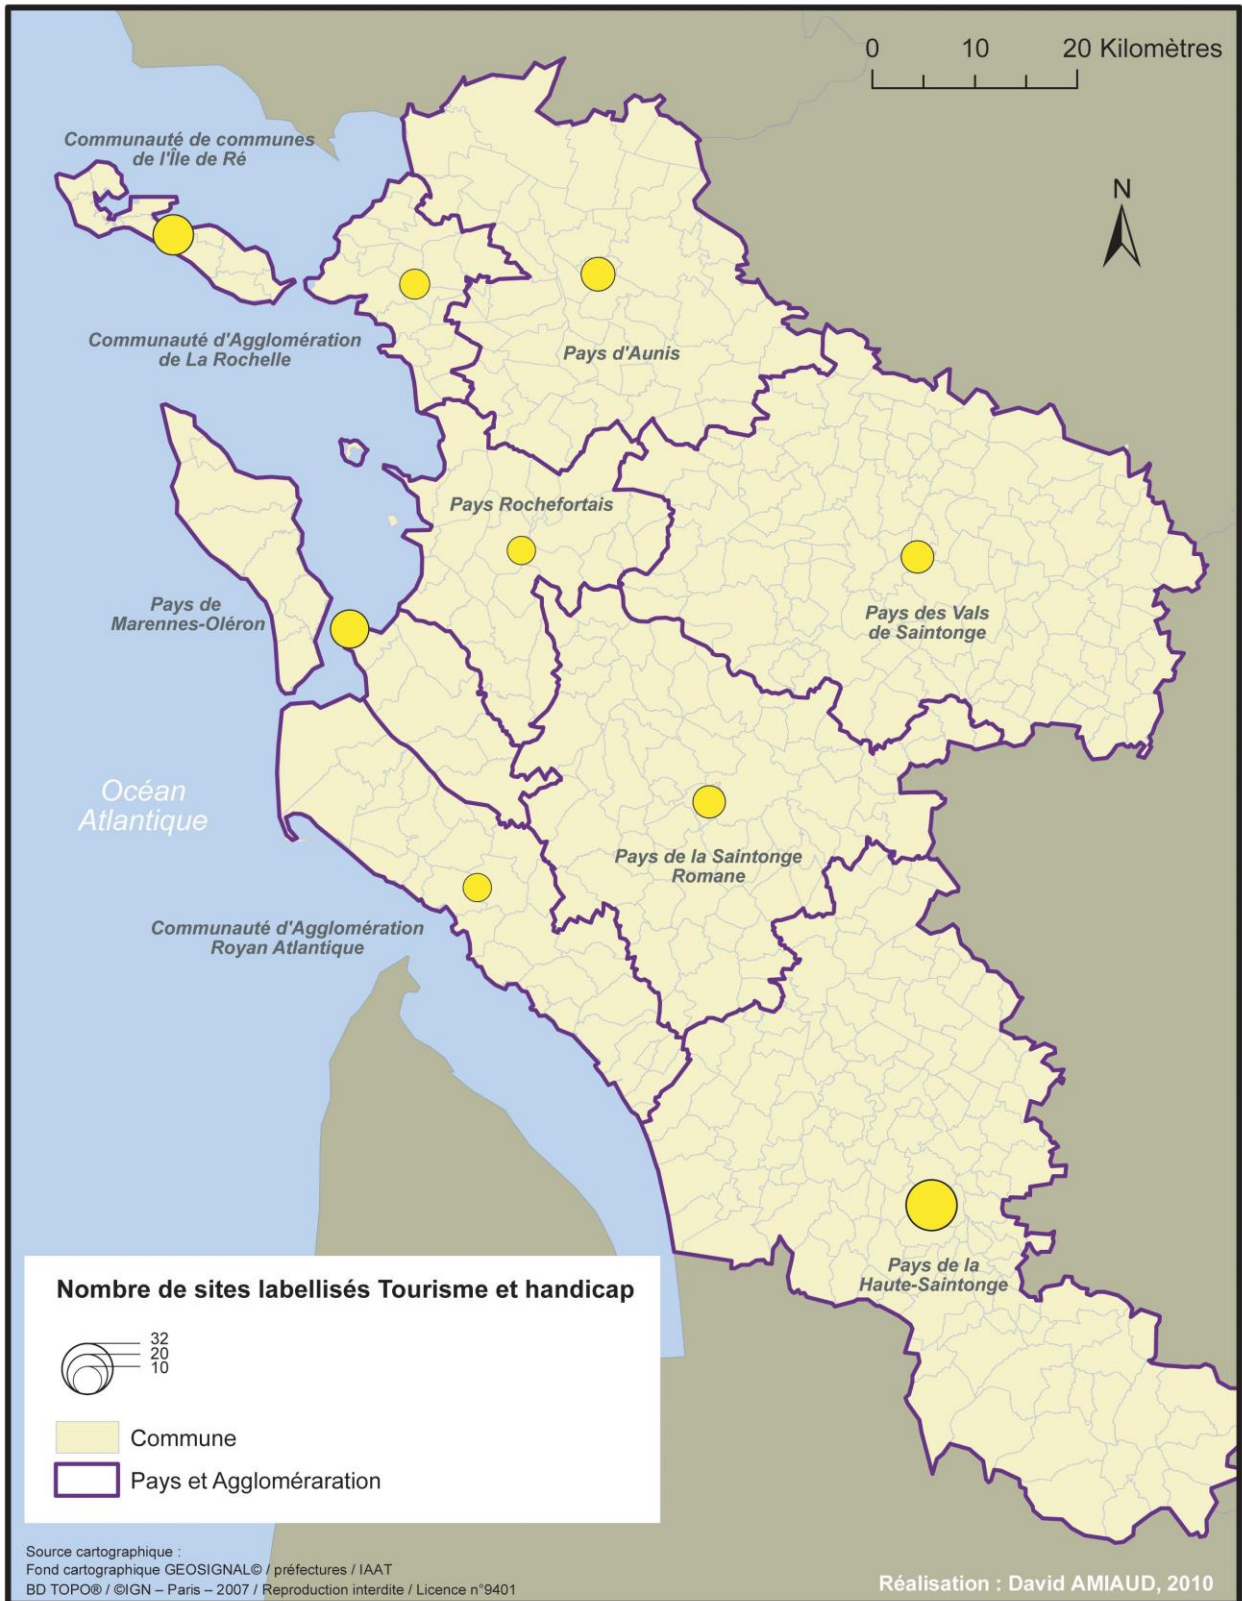 0 10 20 Kilomètres
Communauté de communes
de l'Île de Ré
N
Communauté d'Agglomération
de La Rochelle
Pays d'Aunis
Pays Rochefortais
Pays de
Marennes-Oléron
Pays des Vals
de Saintonge
Océan
Atlantique
Pays de la Saintonge
Romane
Communauté d'Agglomération
Royan Atlantique
Pays de la
Haute-Saintonge
Nombre de sites labellisés Tourisme et handicap
32
20
10
Commune
Pays et Aggloméraration
Source cartographique :
Fond cartographique GEOSIGNAL© / préfectures / IAAT
BD TOPO® / ©IGN – Paris – 2007 / Reproduction interdite / Licence n°9401
Réalisation : David AMIAUD, 2010